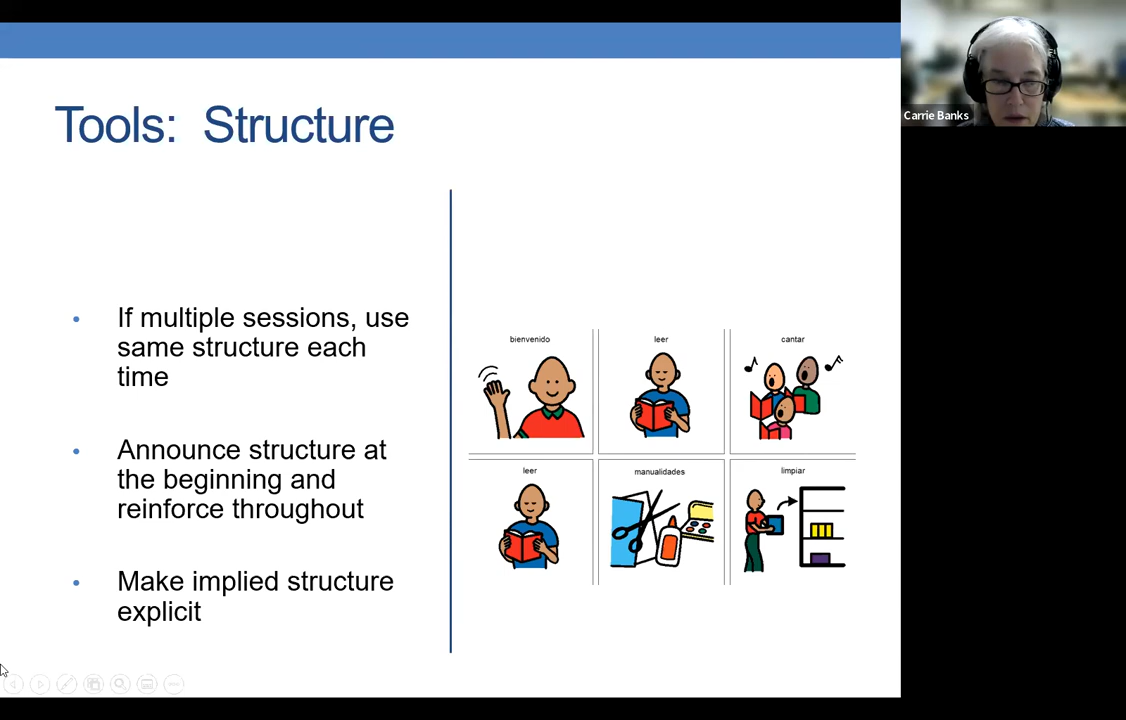 Tools: Structure
If multiple sessions, use
same structure each
time
Announce structure at
the beginning and
reinforce throughout
Make implied structure
explicit
bienvenido
leer
cantar
leer
manualidades
limpiar
Carrie Banks